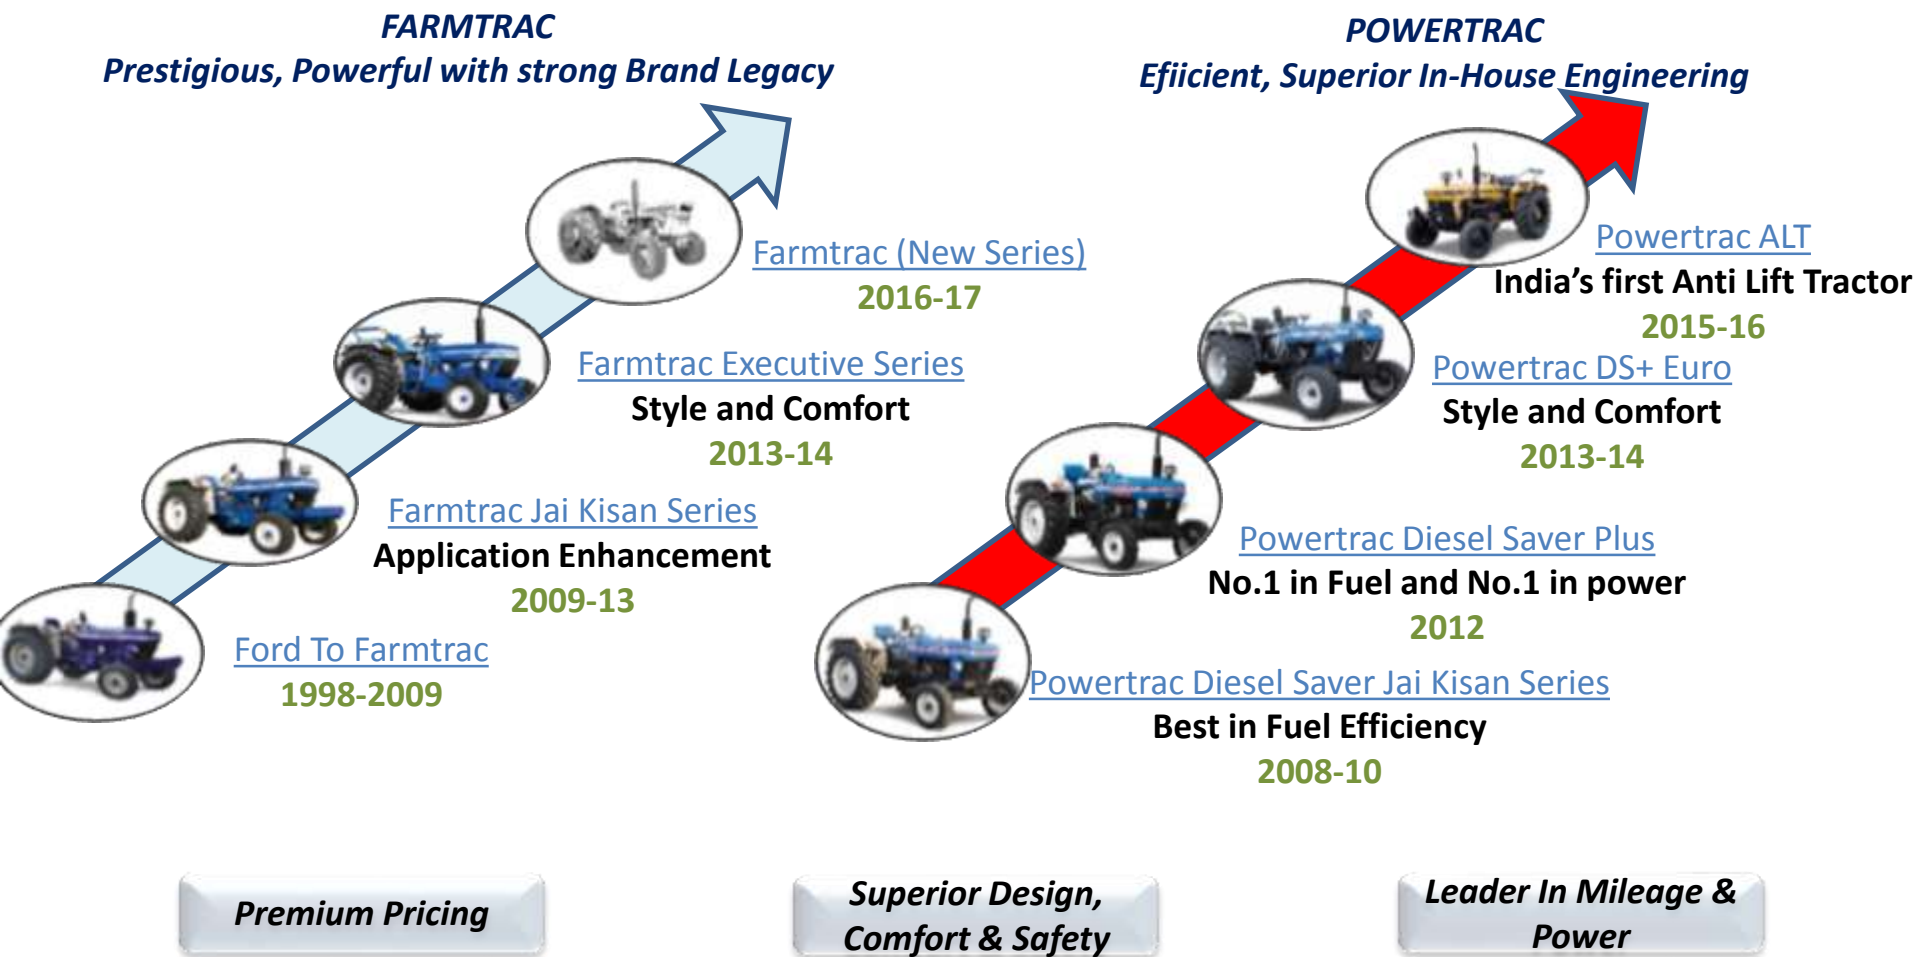 FARMTRAC
Prestigious, Powerful with strong Brand Legacy
Farmtrac (New Series)
2016-17
Farmtrac Executive Series
Style and Comfort
2013-14
Farmtrac Jai Kisan Series
Application Enhancement
2009-13
Ford To Farmtrac
1998-2009
POWERTRAC
Efiicient, Superior In-House Engineering
Powertrac ALT
India’s first Anti Lift Tractor
2015-16
Powertrac DS+ Euro
Style and Comfort
2013-14
Powertrac Diesel Saver Plus
No.1 in Fuel and No.1 in power
2012
Powertrac Diesel Saver Jai Kisan Series
Best in Fuel Efficiency
2008-10
Premium Pricing
Superior Design,
Comfort & Safety
Leader In Mileage &
Power